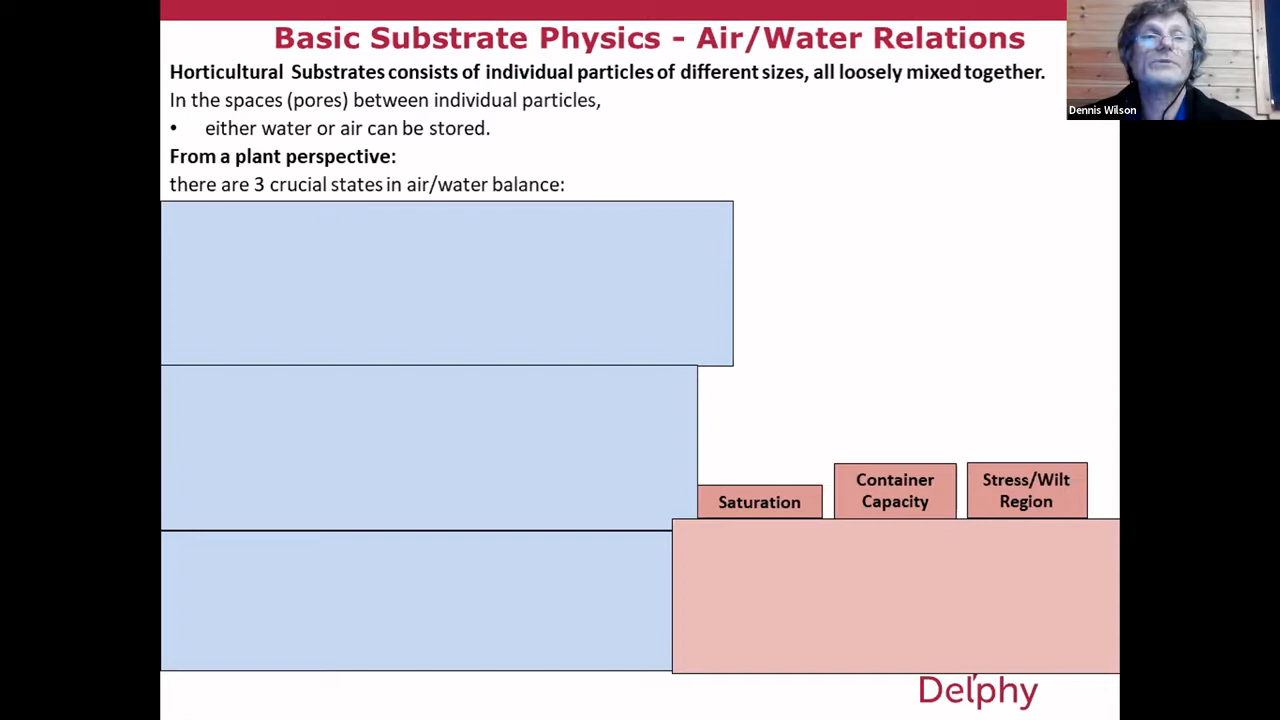 Basic Substrate Physics - Air/Water Relations
Horticultural Substrates consists of individual particles of different sizes, all loosely mixed together.
In the spaces (pores) between individual particles,
• either water or air can be stored.
From a plant perspective:
there are 3 crucial states in air/water balance:
Dennis Wilson
Saturation
Container
Capacity
Stress/Wilt
Region
Delphy